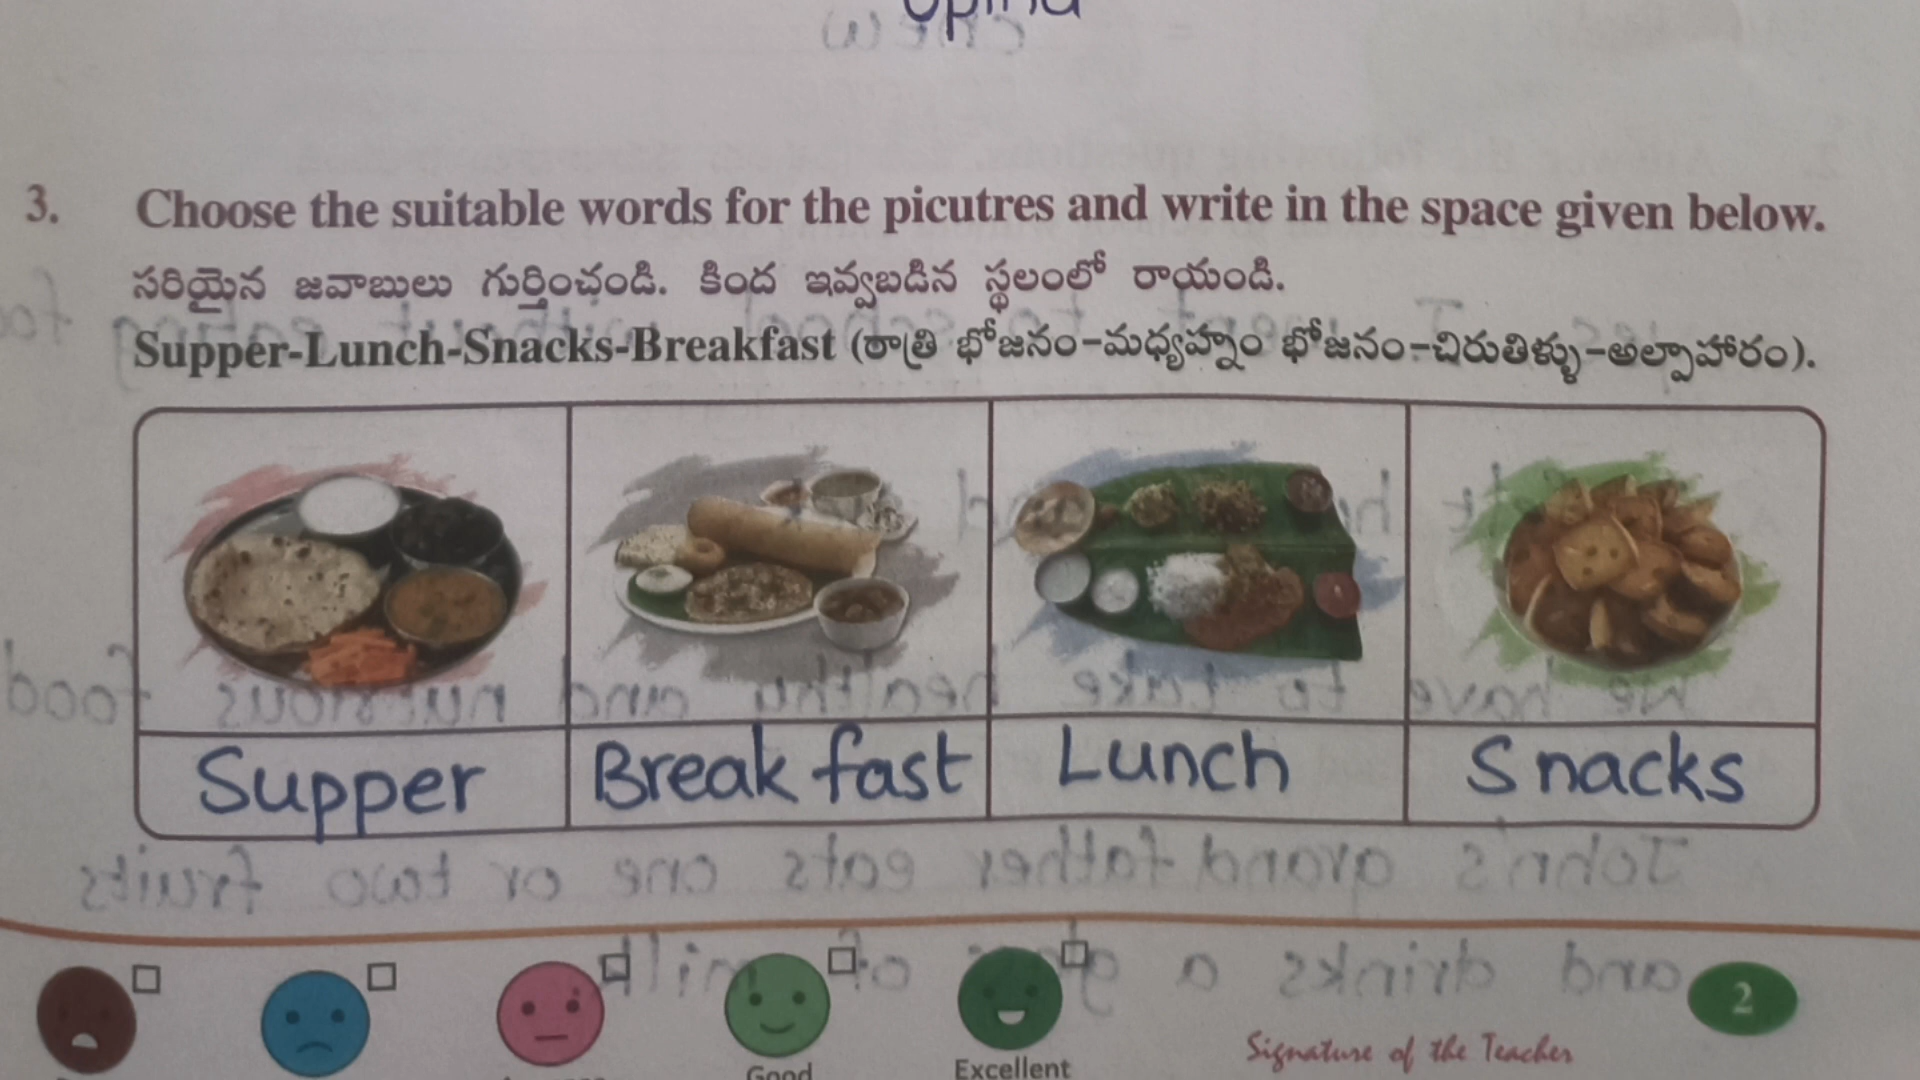 3. Choose the suitable words for the picutres and write in the space given below.
సరియైన జవాబులు గుర్తించండి. కింద ఇవ్వబడిన స్థలంలో రాయండి.
Supper-Lunch-Snacks-Breakfast (రాత్రి భోజనం-మధ్యహ్నం భోజనం-చిరుతిళ్ళు-అల్పాహారం).
Supper Break fast Lunch Snacks
Good Excellent
Signature of the Teacher
2